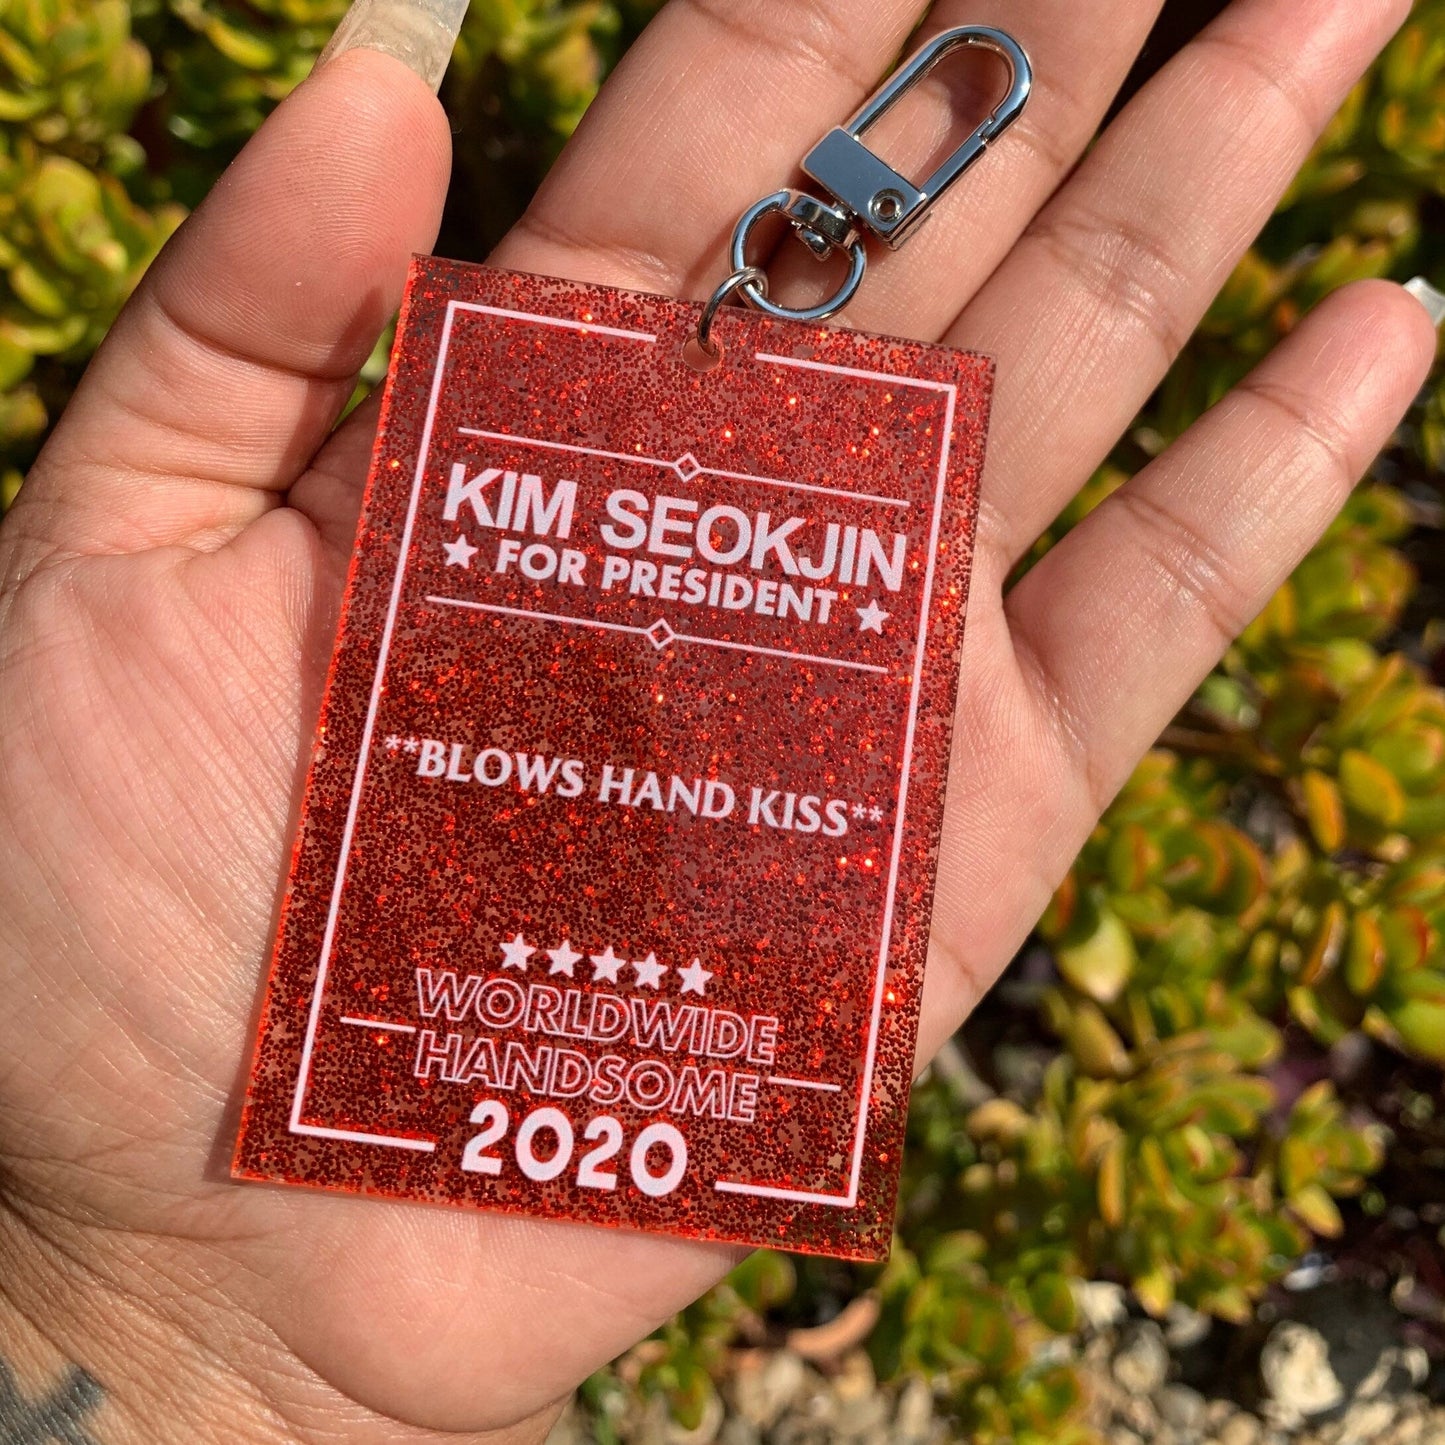 KIM SEOKJIN
★ FOR PRESIDENT ★
**BLOWS HAND KISS**
★★★★★
WORLDWIDE
HANDSOME
2020